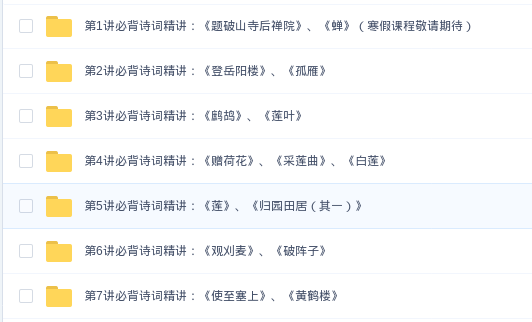 第1讲必背诗词精讲：《题破山寺后禅院》、《蝉》（寒假课程敬请期待）
第2讲必背诗词精讲：《登岳阳楼》、《孤雁》
第3讲必背诗词精讲：《鹧鸪》、《莲叶》
第4讲必背诗词精讲：《赠荷花》、《采莲曲》、《白莲》
第5讲必背诗词精讲：《莲》、《归园田居（其一）》
第6讲必背诗词精讲：《观刈麦》、《破阵子》
第7讲必背诗词精讲：《使至塞上》、《黄鹤楼》